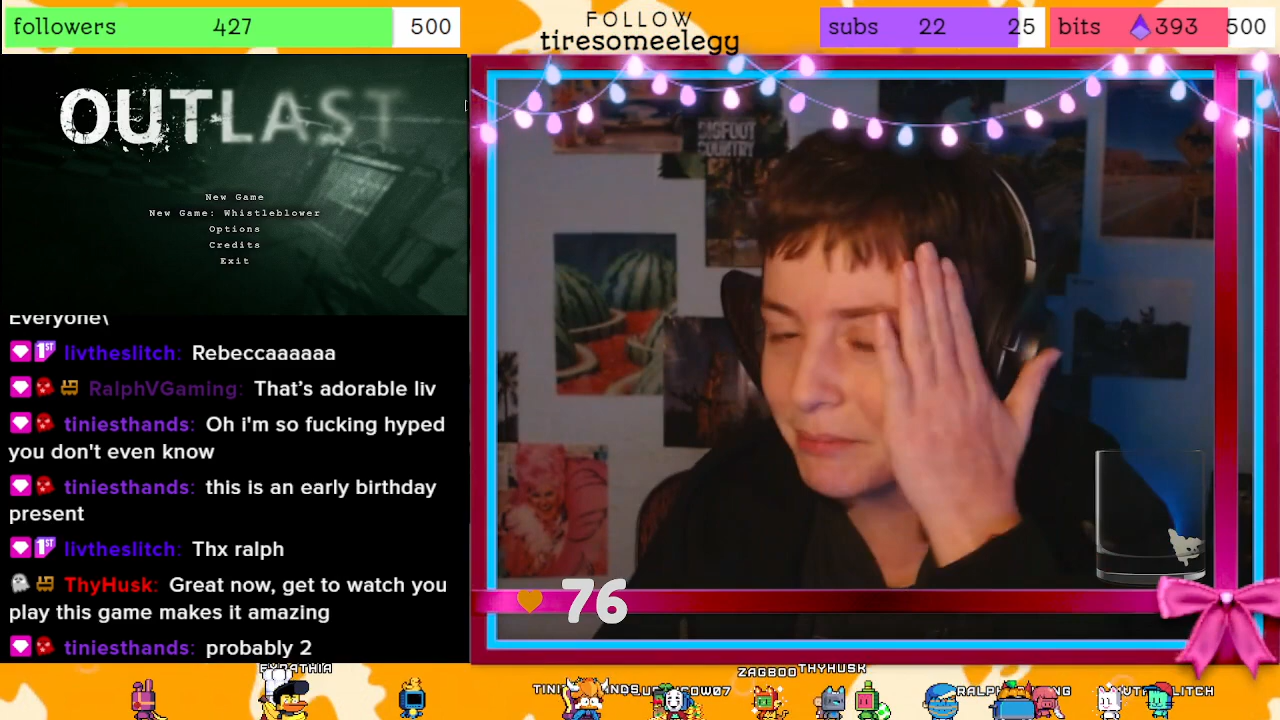 followers 427 500
FOLLOW
tiresomeelegy
subs 22 25
bits 393 500
OUTLAST
New Game
New Game: Whistleblower
Options
Credits
Exit
BIGFOOT
COUNTRY
Everyone\
1ST livtheslitch: Rebeccaaaaaa
RalphVGaming: That's adorable liv
tiniesthands: Oh i'm so fucking hyped
you don't even know
tiniesthands: this is an early birthday
present
1ST livtheslitch: Thx ralph
ThyHusk: Great now, get to watch you
play this game makes it amazing
tiniesthands: probably 2
76
ZAGBOO THYHUSK